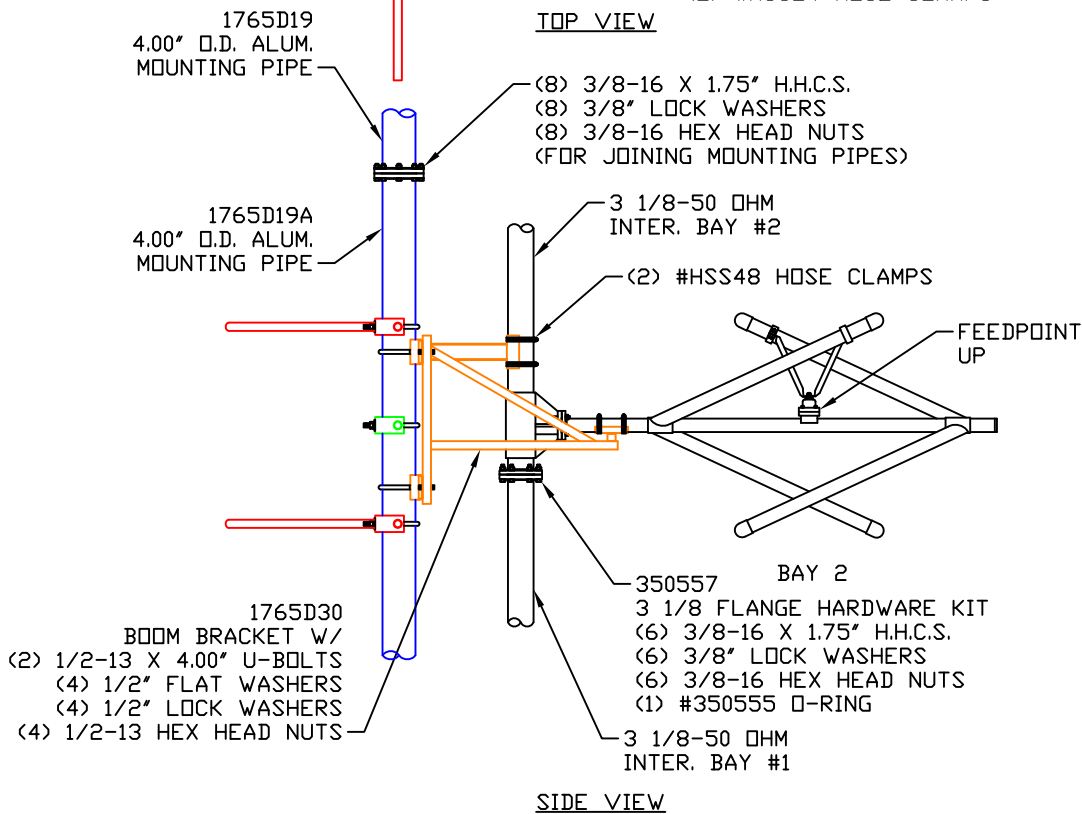 TOP VIEW
1765D19
4.00" O.D. ALUM.
MOUNTING PIPE
(8) 3/8-16 X 1.75" H.H.C.S.
(8) 3/8" LOCK WASHERS
(8) 3/8-16 HEX HEAD NUTS
(FOR JOINING MOUNTING PIPES)
1765D19A
4.00" O.D. ALUM.
MOUNTING PIPE
3 1/8-50 OHM
INTER. BAY #2
(2) #HSS48 HOSE CLAMPS
FEEDPOINT
UP
BAY 2
1765D30
BOOM BRACKET W/
(2) 1/2-13 X 4.00" U-BOLTS
(4) 1/2" FLAT WASHERS
(4) 1/2" LOCK WASHERS
(4) 1/2-13 HEX HEAD NUTS
350557
3 1/8 FLANGE HARDWARE KIT
(6) 3/8-16 X 1.75" H.H.C.S.
(6) 3/8" LOCK WASHERS
(6) 3/8-16 HEX HEAD NUTS
(1) #350555 O-RING
3 1/8-50 OHM
INTER. BAY #1
SIDE VIEW